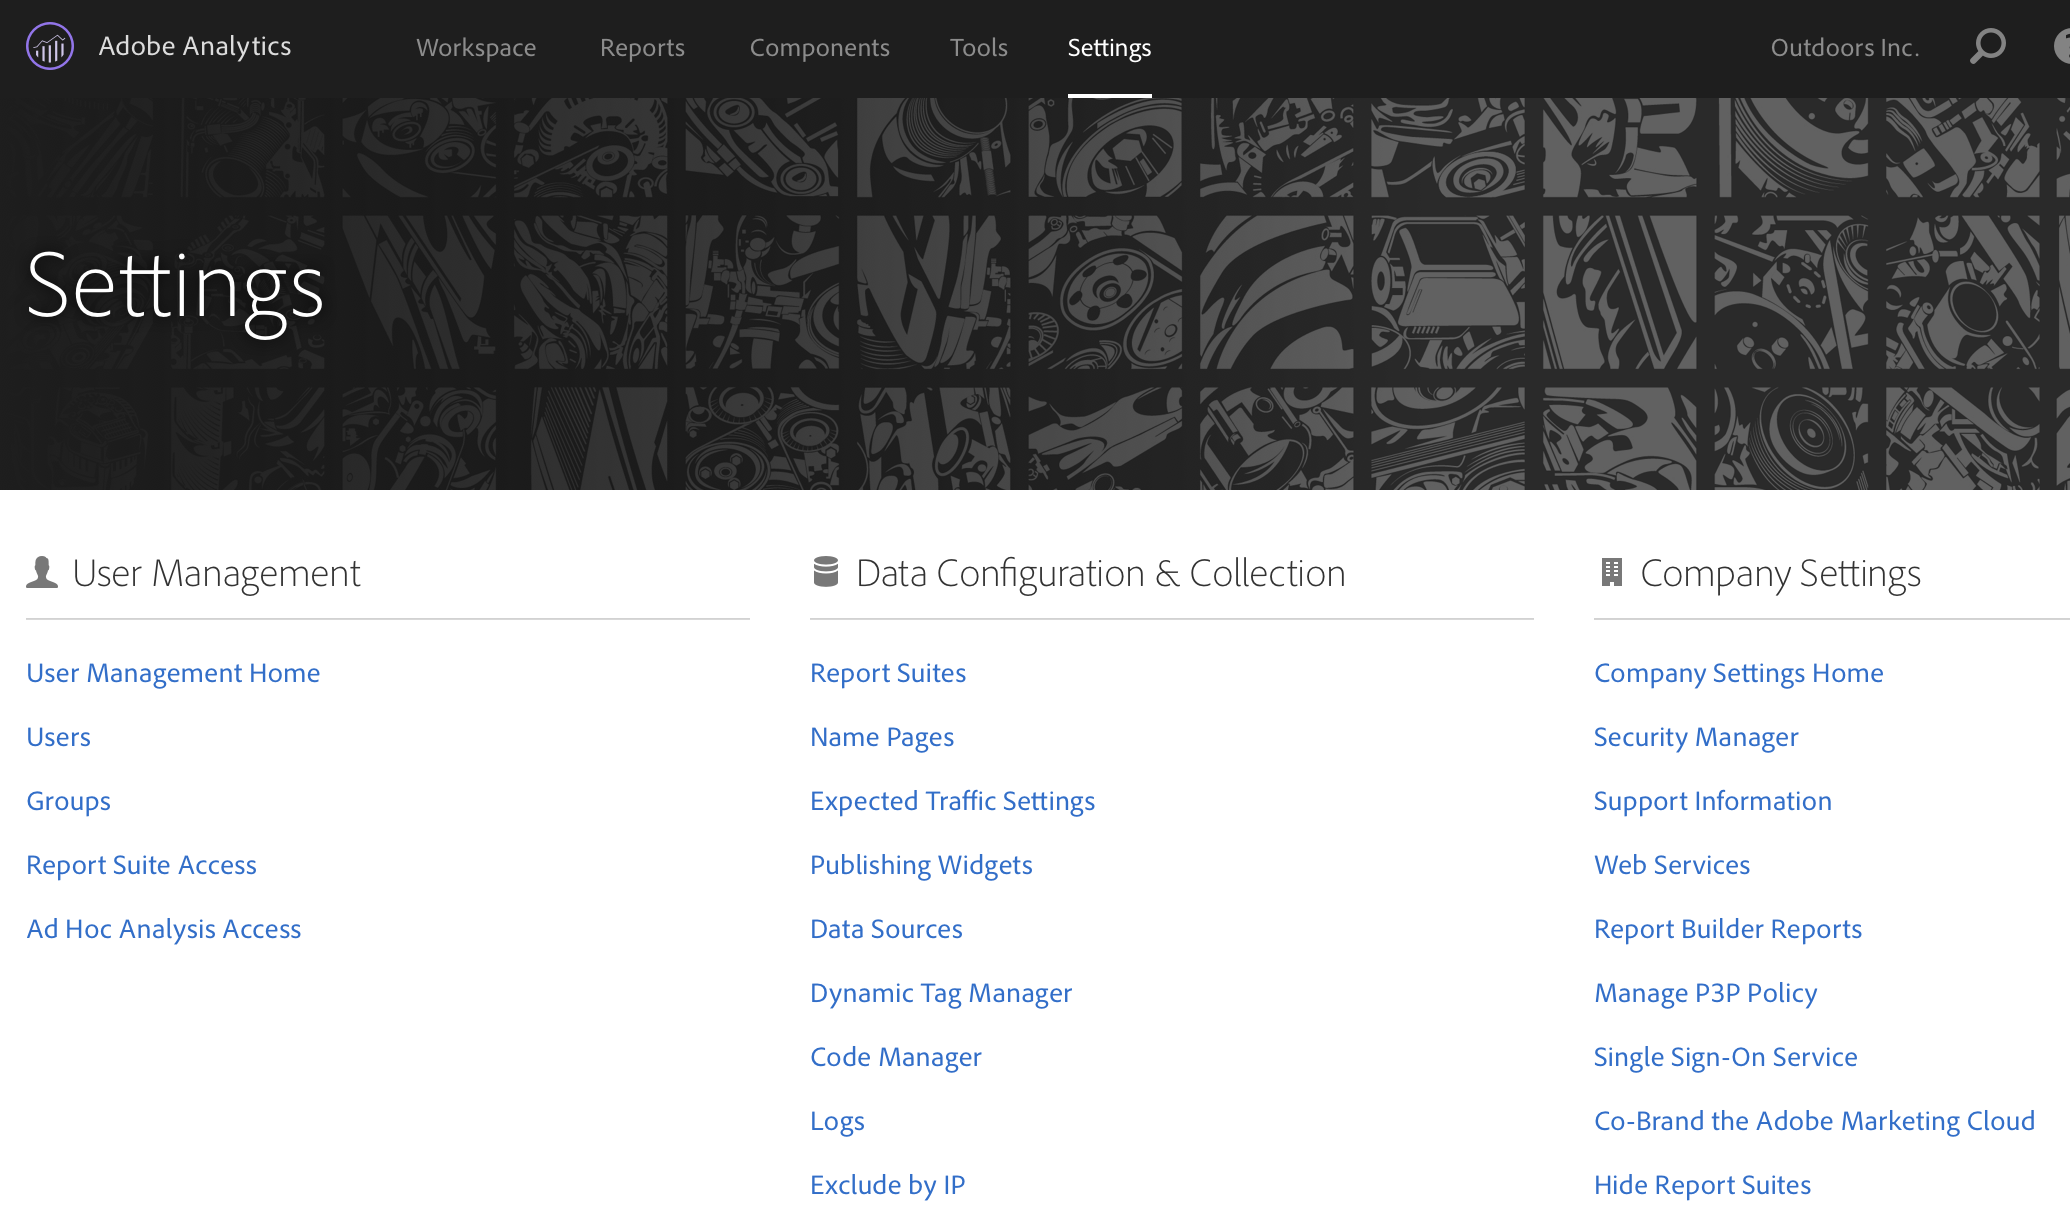 Adobe Analytics
Workspace
Reports
Components
Tools
Settings
Outdoors Inc.
Settings
User Management
User Management Home
Users
Groups
Report Suite Access
Ad Hoc Analysis Access
Data Configuration & Collection
Report Suites
Name Pages
Expected Traffic Settings
Publishing Widgets
Data Sources
Dynamic Tag Manager
Code Manager
Logs
Exclude by IP
Company Settings
Company Settings Home
Security Manager
Support Information
Web Services
Report Builder Reports
Manage P3P Policy
Single Sign-On Service
Co-Brand the Adobe Marketing Cloud
Hide Report Suites